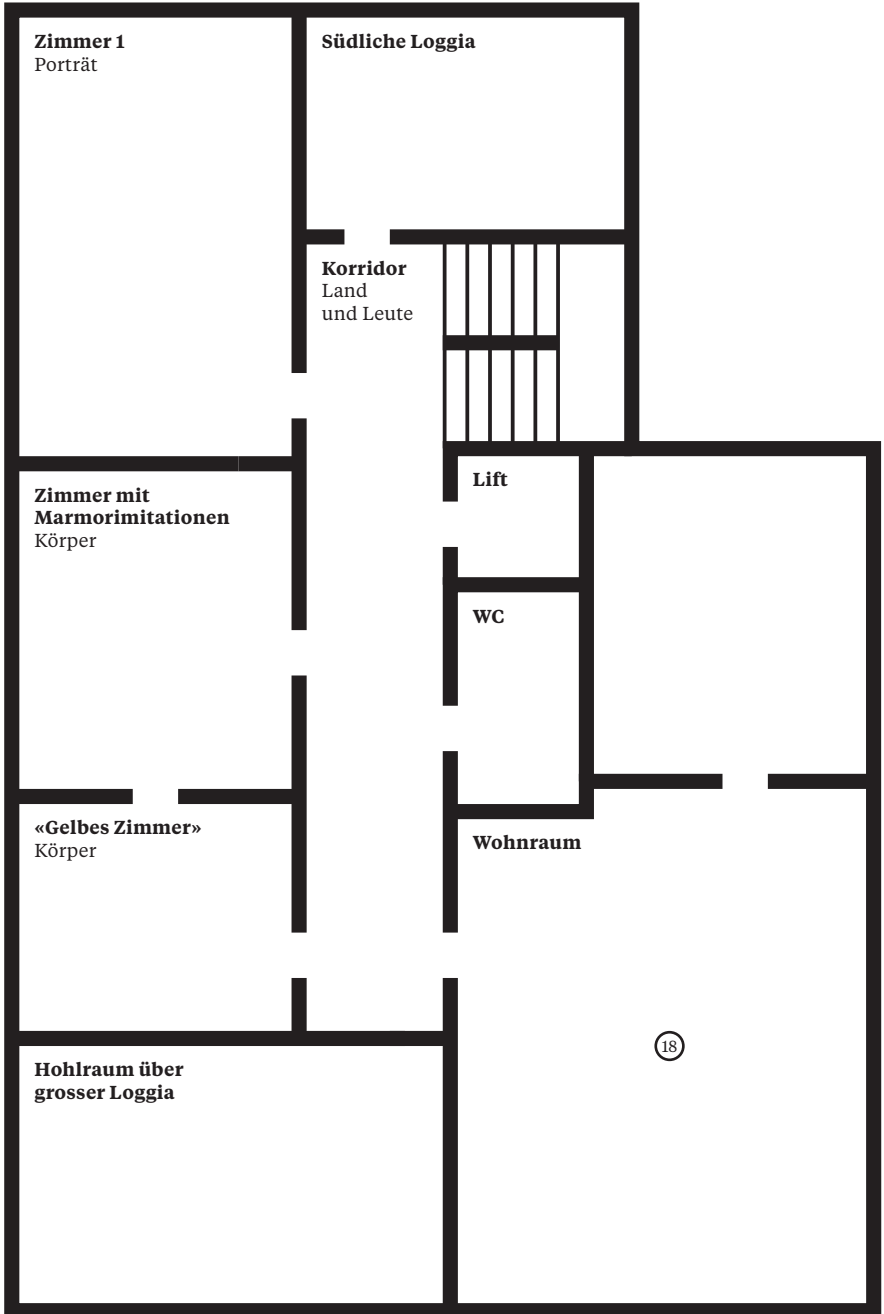 Zimmer 1
Porträt
Südliche Loggia
Korridor
Land
und Leute
Zimmer mit
Marmorimitationen
Körper
Lift
WC
«Gelbes Zimmer»
Körper
Wohnraum
18
Hohlraum über
grosser Loggia